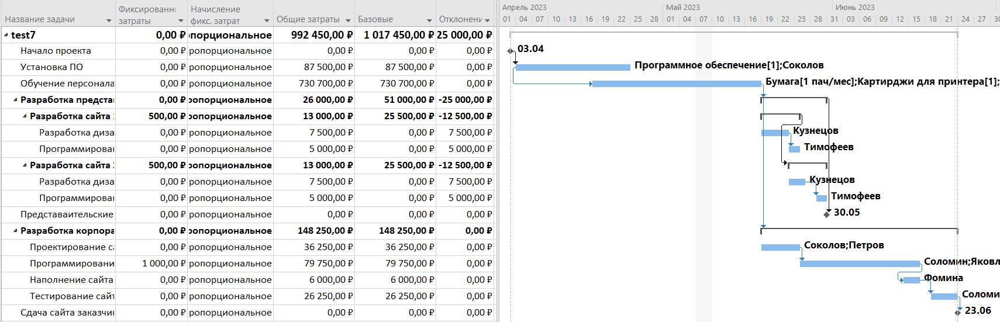 Название задачи	Фиксированн затраты	Начисление фикс. затрат	Общие затраты	Базовые	Отклонени
Апрель 2023	Май 2023	Июнь 2023
01 04 07 10 13 16 19 22 25 28 01 04 07 10 13 16 19 22 25 28 31 03 06 09 12 15 18 21 24 27 30
test7	0,00 ₽	опорциональное	992 450,00 ₽	1 017 450,00 ₽	25 000,00 ₽
Начало проекта	0,00 ₽	ропорциональное	0,00 ₽	0,00 ₽	0,00 ₽	03.04
Установка ПО	0,00 ₽	ропорциональное	87 500,00 ₽	87 500,00 ₽	0,00 ₽	Программное обеспечение[1];Соколов
Обучение персонала	0,00 ₽	ропорциональное	730 700,00 ₽	730 700,00 ₽	0,00 ₽	Бумага[1 пач/мес];Картирджи для принтера[1];
Разработка предста	0,00 ₽	ропорциональное	26 000,00 ₽	51 000,00 ₽	-25 000,00 ₽
Разработка сайта	500,00 ₽	ропорциональное	13 000,00 ₽	25 500,00 ₽	-12 500,00 ₽
Разработка диза	0,00 ₽	ропорциональное	7 500,00 ₽	0,00 ₽	7 500,00 ₽	Кузнецов
Программирова	0,00 ₽	ропорциональное	5 000,00 ₽	0,00 ₽	5 000,00 ₽	Тимофеев
Разработка сайта	500,00 ₽	ропорциональное	13 000,00 ₽	25 500,00 ₽	-12 500,00 ₽
Разработка диза	0,00 ₽	ропорциональное	7 500,00 ₽	0,00 ₽	7 500,00 ₽	Кузнецов
Программирова	0,00 ₽	ропорциональное	5 000,00 ₽	0,00 ₽	5 000,00 ₽	Тимофеев
Представаительские	0,00 ₽	ропорциональное	0,00 ₽	0,00 ₽	0,00 ₽	30.05
Разработка корпора	0,00 ₽	ропорциональное	148 250,00 ₽	148 250,00 ₽	0,00 ₽
Проектирование са	0,00 ₽	ропорциональное	36 250,00 ₽	36 250,00 ₽	0,00 ₽	Соколов;Петров
Программировани	1 000,00 ₽	ропорциональное	79 750,00 ₽	79 750,00 ₽	0,00 ₽	Соломин;Яковл
Наполнение сайта	0,00 ₽	ропорциональное	6 000,00 ₽	6 000,00 ₽	0,00 ₽	Фомина
Тестирование сайт	0,00 ₽	ропорциональное	26 250,00 ₽	26 250,00 ₽	0,00 ₽	Соломи
Сдача сайта заказчи	0,00 ₽	ропорциональное	0,00 ₽	0,00 ₽	0,00 ₽	23.06